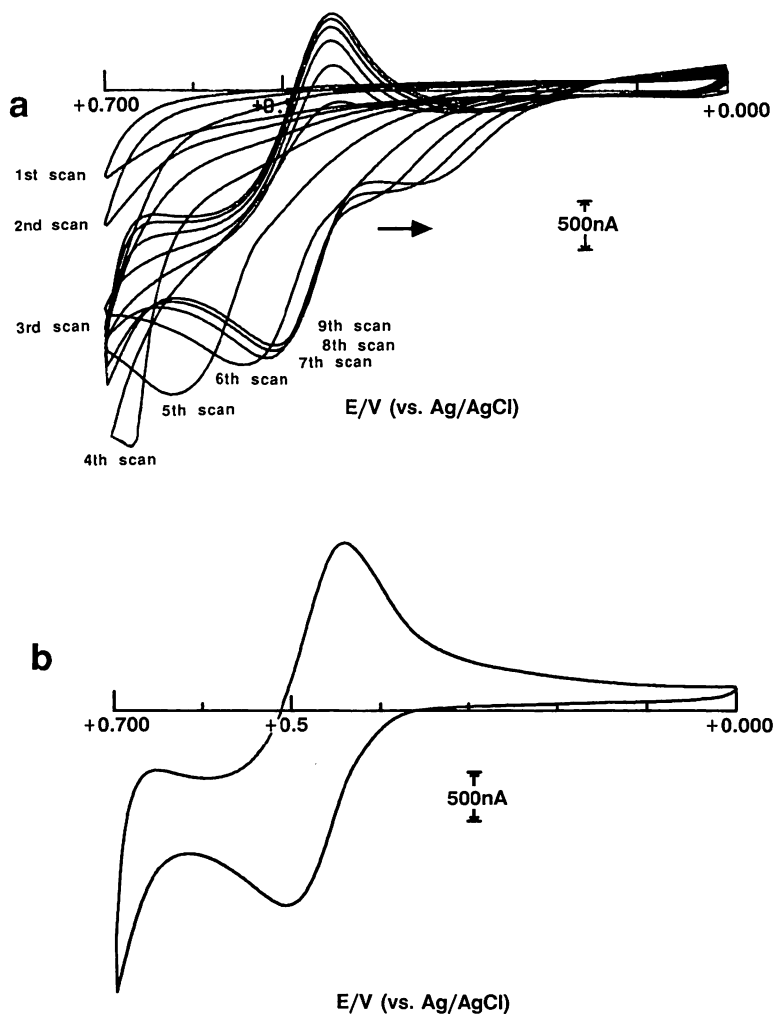 a
+0.700
+0.000
1st scan
2nd scan
500nA
3rd scan
9th scan
8th scan
7th scan
6th scan
5th scan
E/V (vs. Ag/AgCl)
4th scan
b
+0.700
+0.5
+0.000
500nA
E/V (vs. Ag/AgCl)